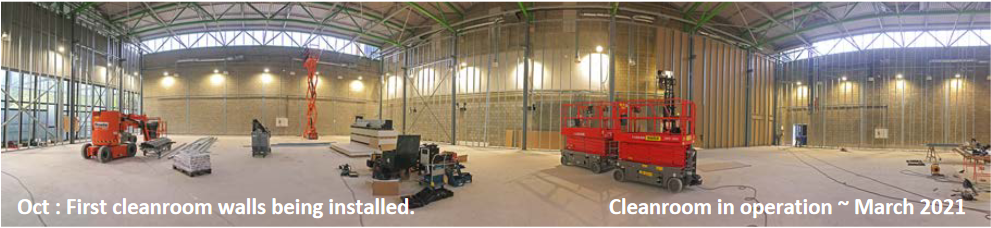 Oct : First cleanroom walls being installed.
Cleanroom in operation ~ March 2021